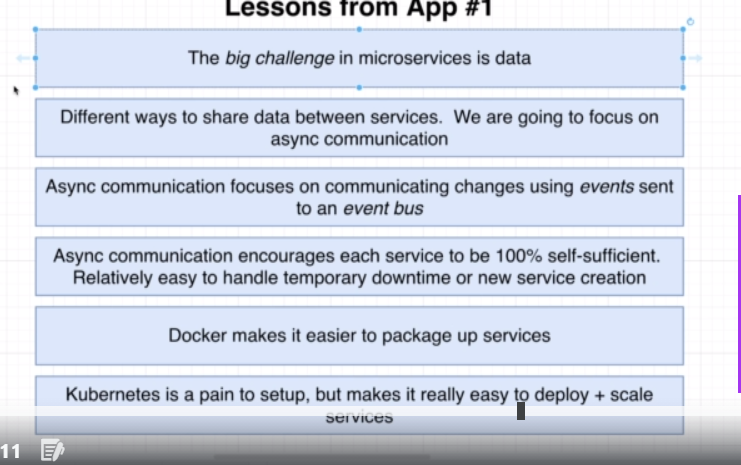 Lessons from App #1
The big challenge in microservices is data
Different ways to share data between services. We are going to focus on
async communication
Async communication focuses on communicating changes using events sent
to an event bus
Async communication encourages each service to be 100% self-sufficient.
Relatively easy to handle temporary downtime or new service creation
Docker makes it easier to package up services
Kubernetes is a pain to setup, but makes it really easy to deploy + scale
services
11